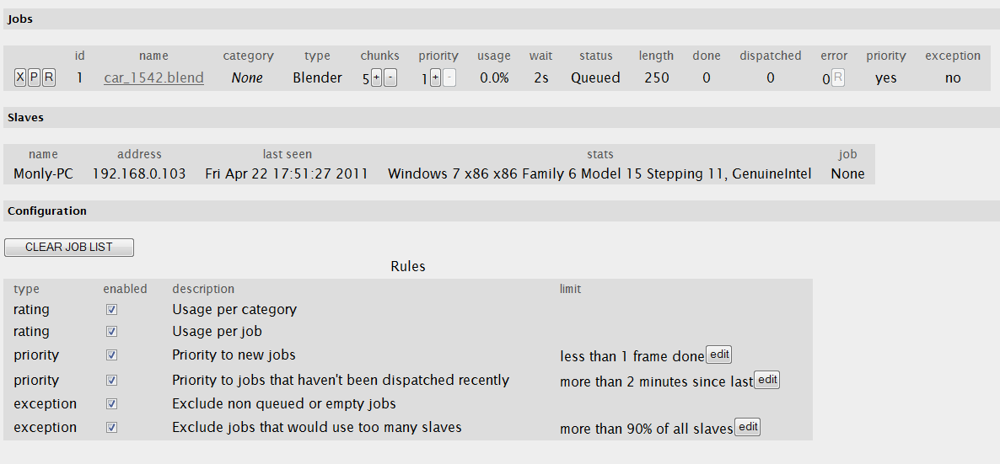 Jobs
id name category type chunks priority usage wait status length done dispatched error priority exception
X P R 1 car_1542.blend None Blender 5 + - 1 + - 0.0% 2s Queued 250 0 0 0 R yes no
Slaves
name address last seen stats job
Monly-PC 192.168.0.103 Fri Apr 22 17:51:27 2011 Windows 7 x86 x86 Family 6 Model 15 Stepping 11, GenuineIntel None
Configuration
CLEAR JOB LIST
Rules
type enabled description limit
rating Usage per category
rating Usage per job
priority Priority to new jobs less than 1 frame done edit
priority Priority to jobs that haven't been dispatched recently more than 2 minutes since last edit
exception Exclude non queued or empty jobs
exception Exclude jobs that would use too many slaves more than 90% of all slaves edit